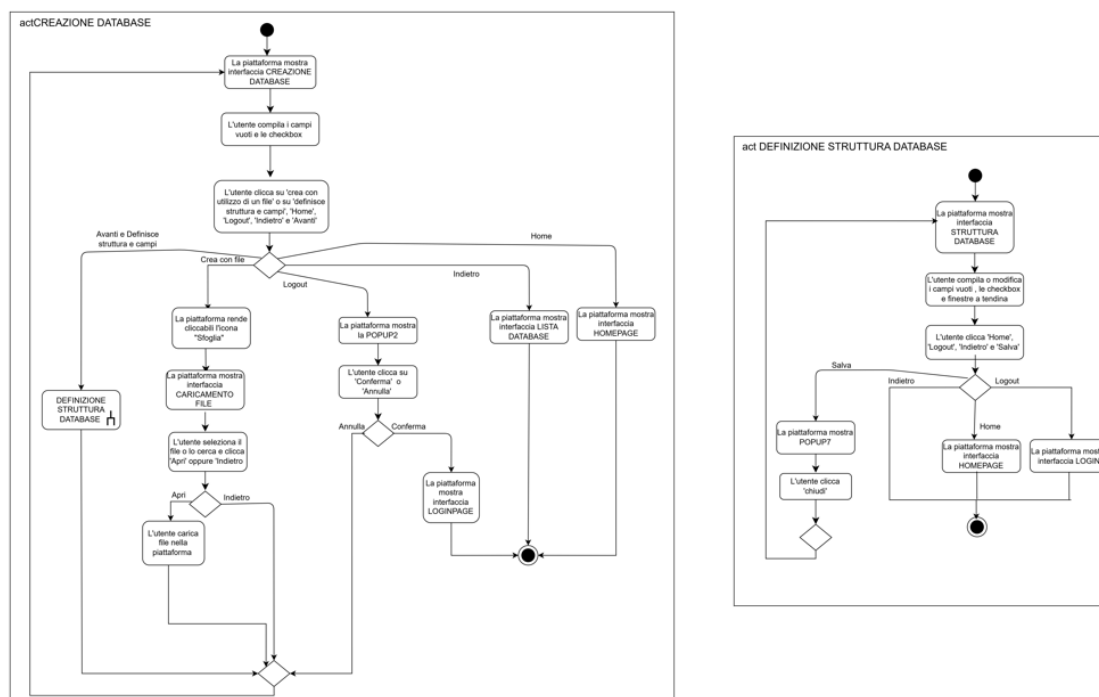 actCREAZIONE DATABASE
La piattaforma mostra
interfaccia CREAZIONE
DATABASE
L'utente compila i campi
vuoti e le checkbox
L'utente clicca su 'crea con
utilizzo di un file' o su 'definisce
struttura e campi', 'Home',
'Logout', 'Indietro' e 'Avanti'
Avanti e Definisce
struttura e campi
Crea con file
Logout
Indietro
Home
La piattaforma rende
cliccabili l'icona
"Sfoglia"
La piattaforma mostra
la POPUP2
La piattaforma mostra
interfaccia LISTA
DATABASE
La piattaforma mostra
interfaccia
HOMEPAGE
DEFINIZIONE
STRUTTURA
DATABASE
La piattaforma mostra
interfaccia
CARICAMENTO
FILE
L'utente clicca su
'Conferma' o
'Annulla'
L'utente seleziona il
file o lo cerca e clicca
'Apri' oppure 'Indietro
Annulla
Conferma
Apri
Indietro
La piattaforma
mostra
interfaccia
LOGINPAGE
L'utente carica
file nella
piattaforma
act DEFINIZIONE STRUTTURA DATABASE
La piattaforma mostra
interfaccia
STRUTTURA
DATABASE
L'utente compila o modifica
i campi vuoti , le checkbox
e finestre a tendina
L'utente clicca 'Home',
'Logout', 'Indietro' e 'Salva'
Salva
Indietro
Logout
Home
La piattaforma mostra
POPUP7
La piattaforma mostra
interfaccia
HOMEPAGE
La piattaforma most
interfaccia LOGIN
L'utente clicca
'chiudi'